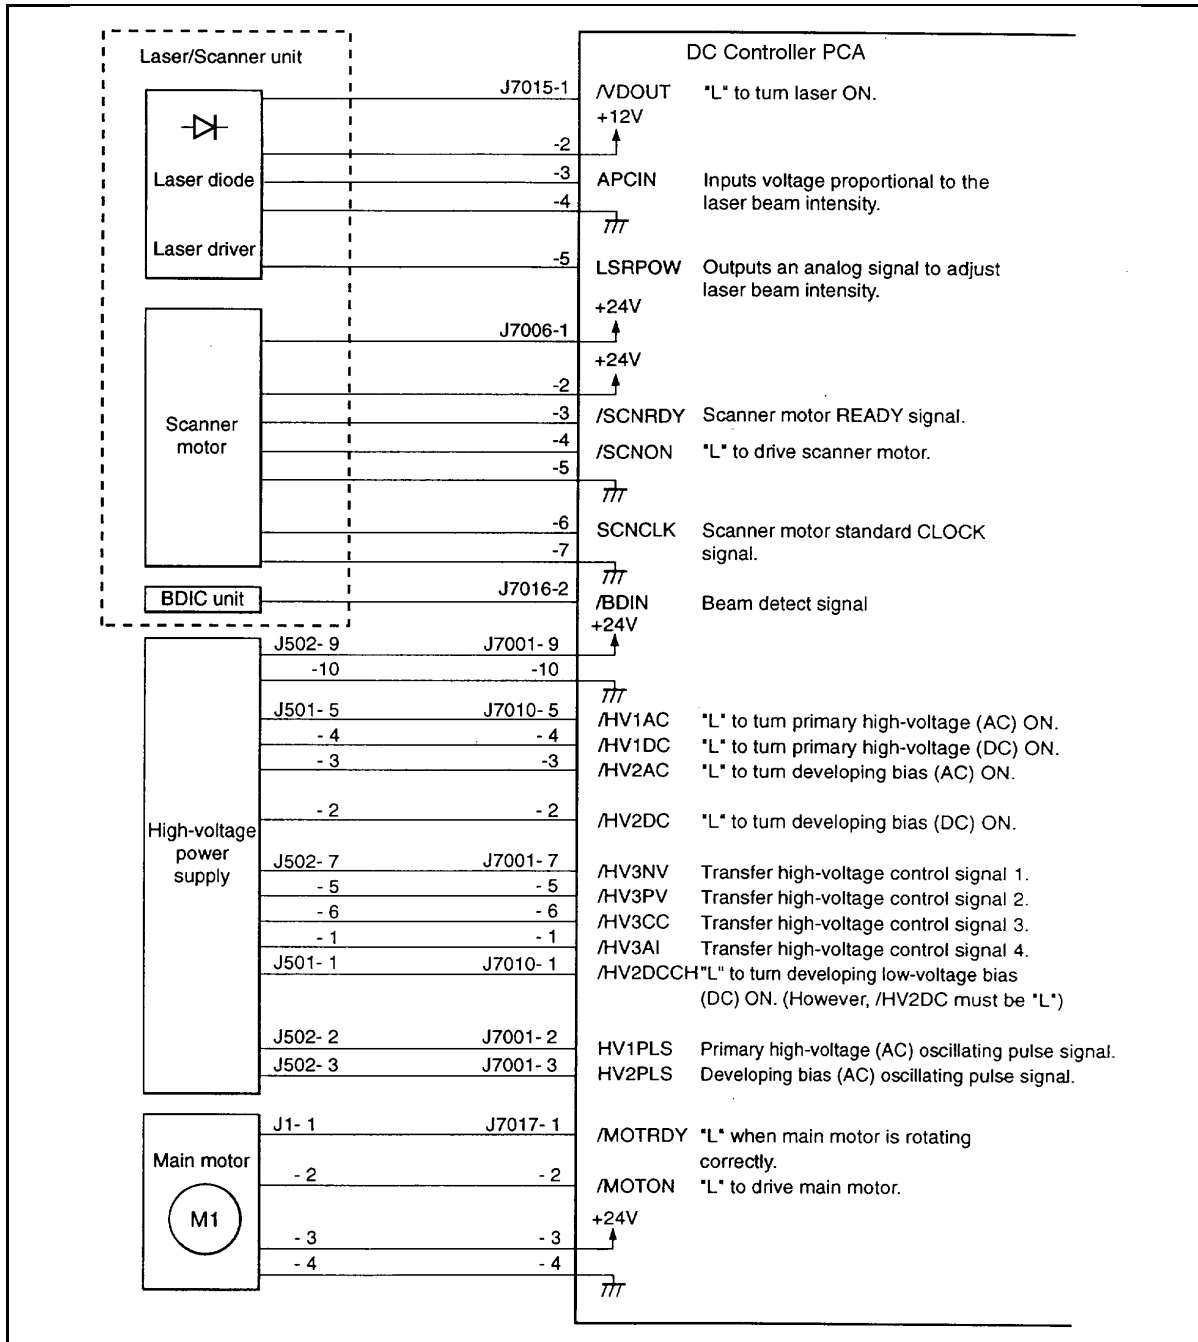 Laser/Scanner unit
DC Controller PCA
J7015-1 /VDOUT "L" to turn laser ON.
+12V
-2
Laser diode -3 APCIN Inputs voltage proportional to the
laser beam intensity.
-4
Laser driver
-5 LSRPOW Outputs an analog signal to adjust
laser beam intensity.
+24V
J7006-1
+24V
-2
Scanner
motor
-3 /SCNRDY Scanner motor READY signal.
-4 /SCNON "L" to drive scanner motor.
-5
-6 SCNCLK Scanner motor standard CLOCK
signal.
-7
BDIC unit J7016-2 /BDIN Beam detect signal
+24V
J502- 9 J7001- 9
-10 -10
J501- 5 J7010- 5 /HV1AC "L" to turn primary high-voltage (AC) ON.
- 4 - 4 /HV1DC "L" to turn primary high-voltage (DC) ON.
- 3 -3 /HV2AC "L" to turn developing bias (AC) ON.
- 2 - 2 /HV2DC "L" to turn developing bias (DC) ON.
High-voltage
power
supply
J502- 7 J7001- 7 /HV3NV Transfer high-voltage control signal 1.
- 5 - 5 /HV3PV Transfer high-voltage control signal 2.
- 6 - 6 /HV3CC Transfer high-voltage control signal 3.
- 1 - 1 /HV3AI Transfer high-voltage control signal 4.
J501- 1 J7010- 1 /HV2DCCH "L" to turn developing low-voltage bias
(DC) ON. (However, /HV2DC must be "L")
J502- 2 J7001- 2 HV1PLS Primary high-voltage (AC) oscillating pulse signal.
J502- 3 J7001- 3 HV2PLS Developing bias (AC) oscillating pulse signal.
J1- 1 J7017- 1 /MOTRDY "L" when main motor is rotating
correctly.
Main motor
- 2 - 2 /MOTON "L" to drive main motor.
M1
+24V
- 3 - 3
- 4 - 4